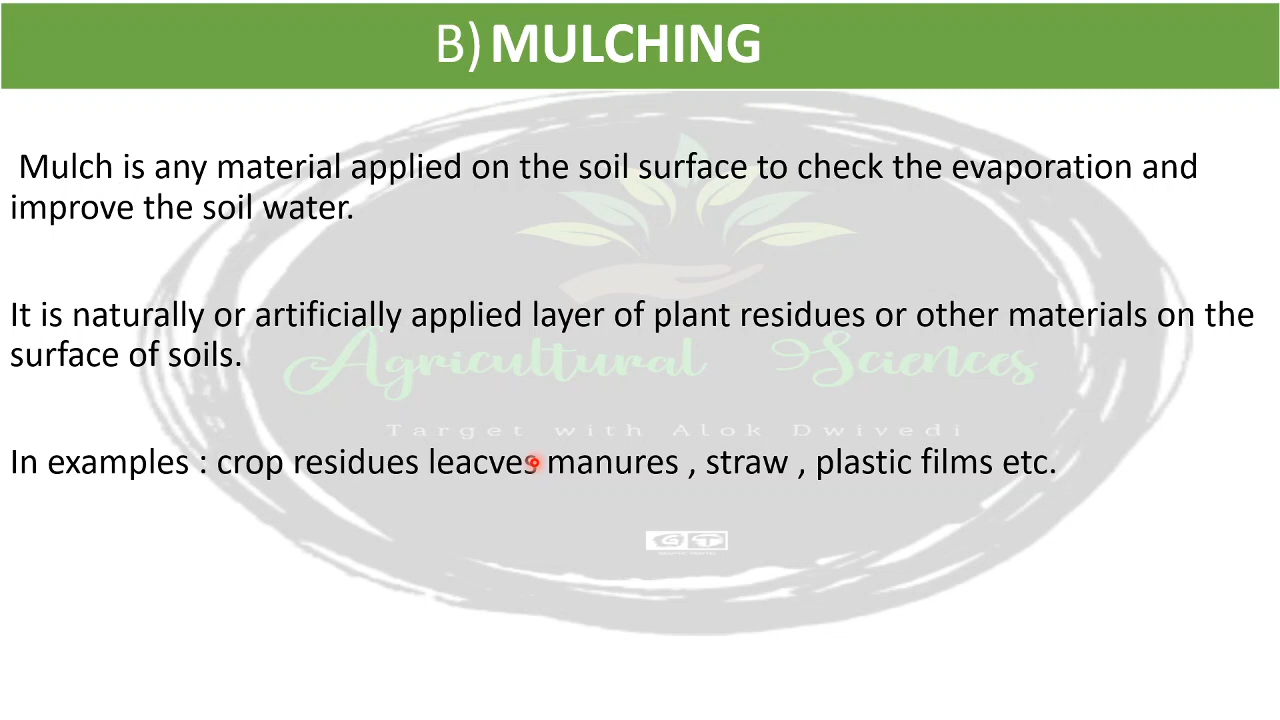 B) MULCHING
Mulch is any material applied on the soil surface to check the evaporation and
improve the soil water.
It is naturally or artificially applied layer of plant residues or other materials on the
surface of soils.
Agricultural Sciences
Target with Alok Dwivedi
In examples : crop residues leacves manures , straw , plastic films etc.
GT